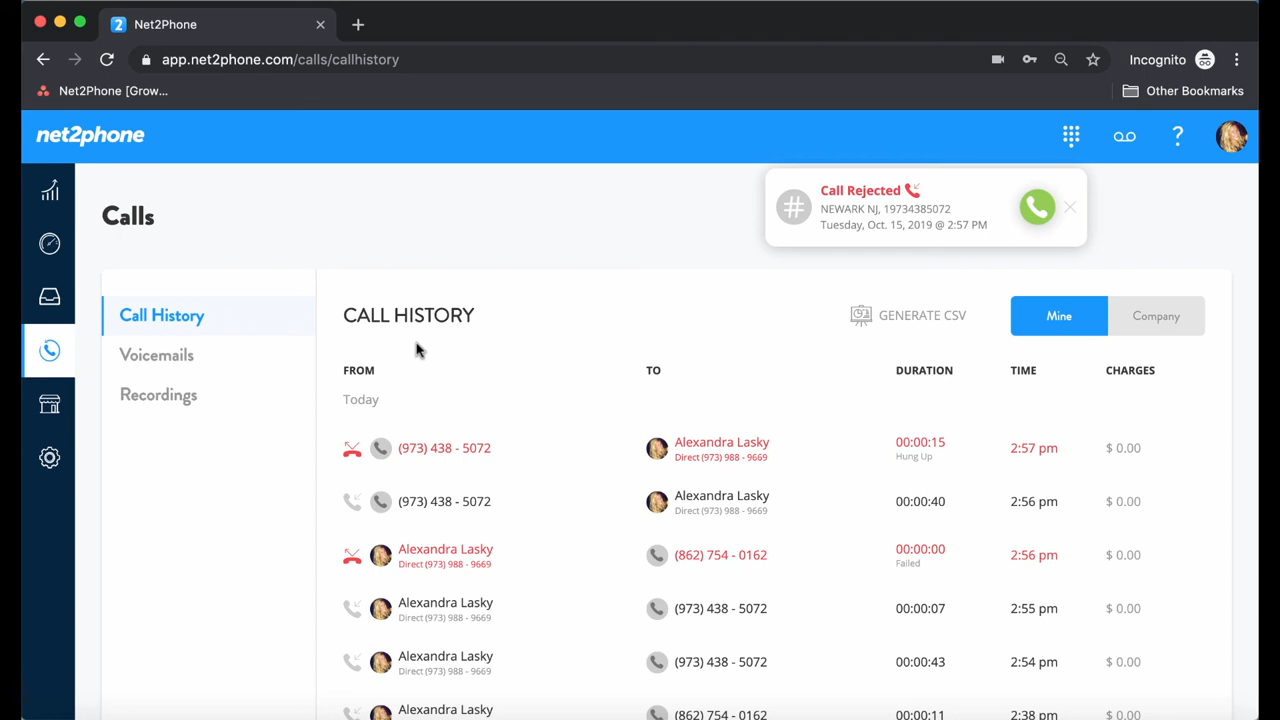 Net2Phone
app.net2phone.com/calls/callhistory
Incognito
Net2Phone [Grow...
Other Bookmarks
net2phone
?
Calls
#
Call Rejected
NEWARK NJ, 19734385072
Tuesday, Oct. 15, 2019 @ 2:57 PM
Call History
Voicemails
Recordings
CALL HISTORY
GENERATE CSV
Mine
Company
FROM TO DURATION TIME CHARGES
Today
(973) 438 - 5072 Alexandra Lasky 00:00:15 2:57 pm $ 0.00
Direct (973) 988 - 9669 Hung Up
(973) 438 - 5072 Alexandra Lasky 00:00:40 2:56 pm $ 0.00
Direct (973) 988 - 9669
Alexandra Lasky (862) 754 - 0162 00:00:00 2:56 pm $ 0.00
Direct (973) 988 - 9669 Failed
Alexandra Lasky (973) 438 - 5072 00:00:07 2:55 pm $ 0.00
Direct (973) 988 - 9669
Alexandra Lasky (973) 438 - 5072 00:00:43 2:54 pm $ 0.00
Direct (973) 988 - 9669
Alexandra Lasky (862) 754 - 0162 00:00:11 2:38 pm $ 0.00